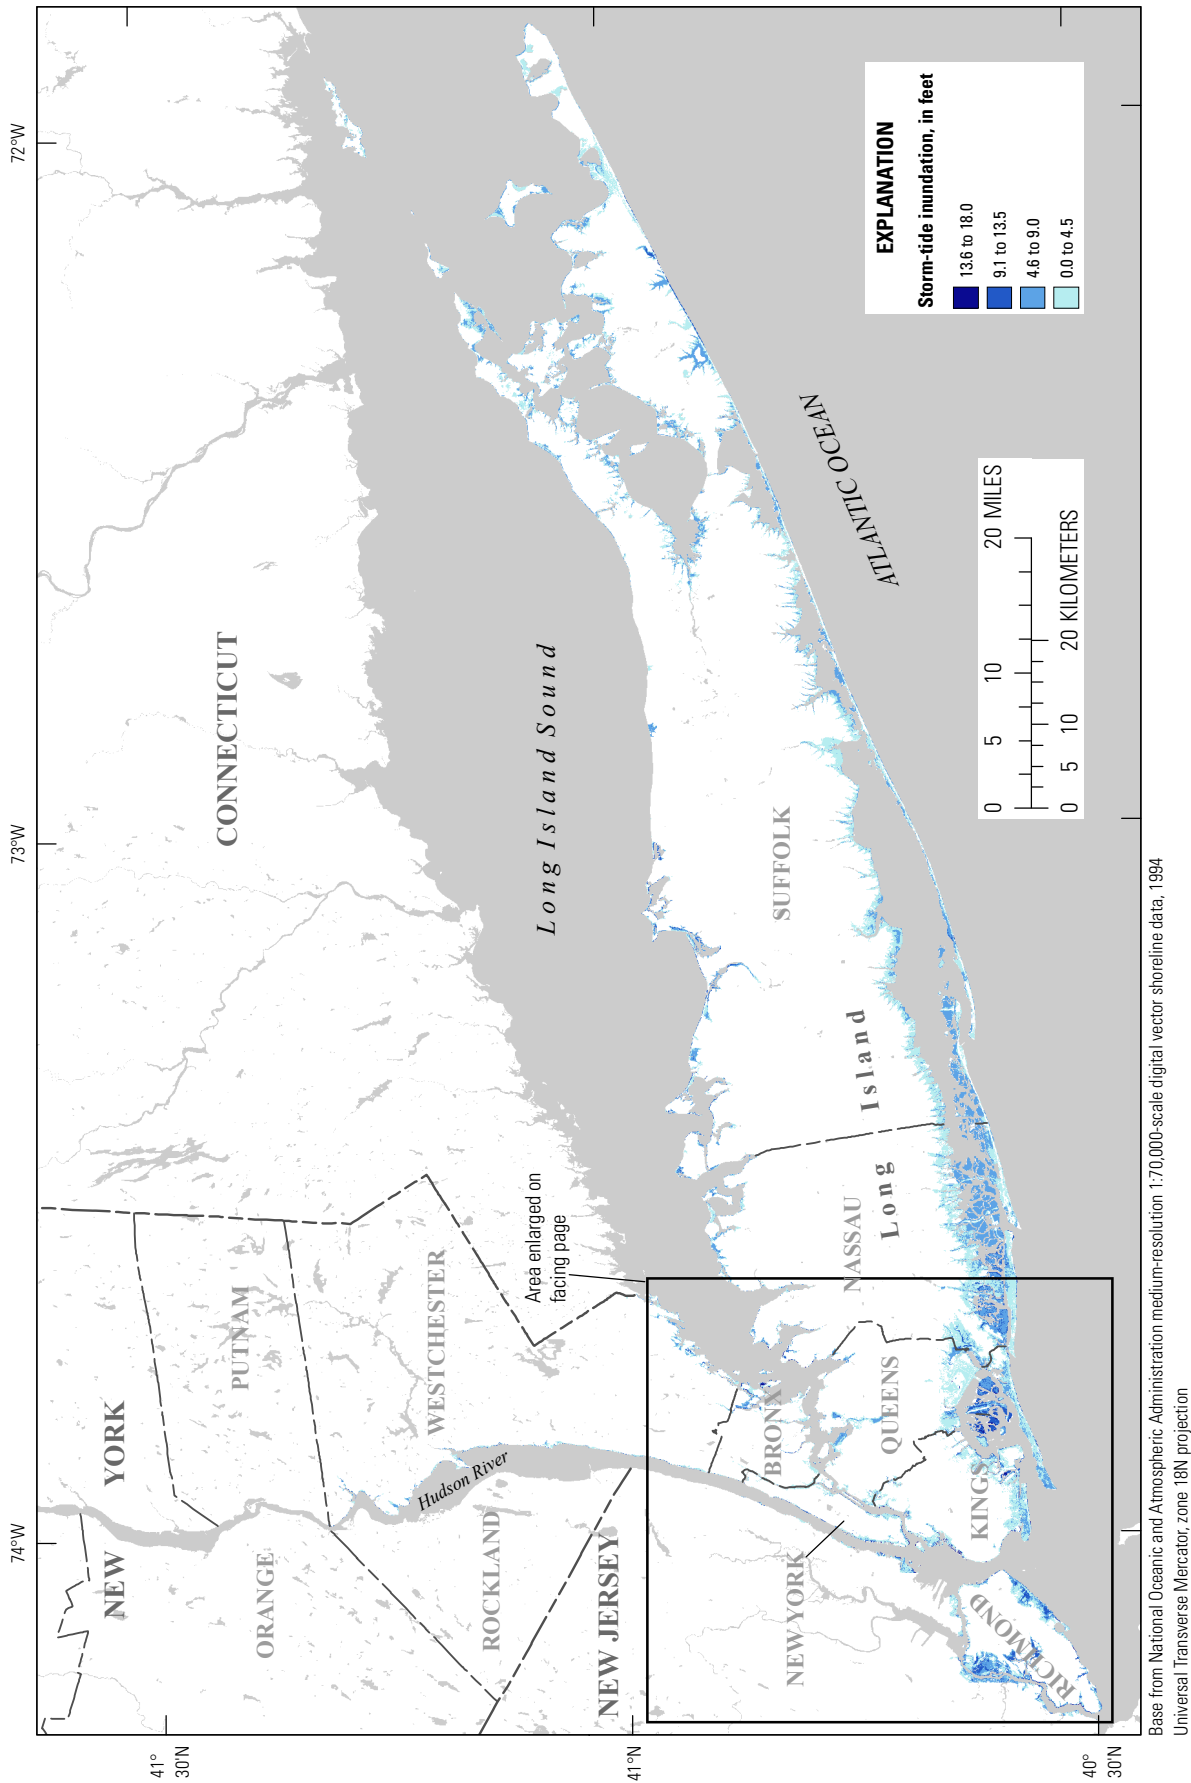 72°W
73°W
74°W
41°
30'N
41°N
40°
30'N
CONNECTICUT
NEW YORK
PUTNAM
ORANGE
WESTCHESTER
ROCKLAND
Hudson River
NEW JERSEY
Long Island Sound
Area enlarged on
facing page
BRONX
NEW YORK
QUEENS
KINGS
RICHMOND
NASSAU
SUFFOLK
Long Island
ATLANTIC OCEAN
EXPLANATION
Storm-tide inundation, in feet
13.6 to 18.0
9.1 to 13.5
4.6 to 9.0
0.0 to 4.5
0 5 10 20 MILES
0 5 10 20 KILOMETERS
Base from National Oceanic and Atmospheric Administration medium-resolution 1:70,000-scale digital vector shoreline data, 1994
Universal Transverse Mercator, zone 18N projection